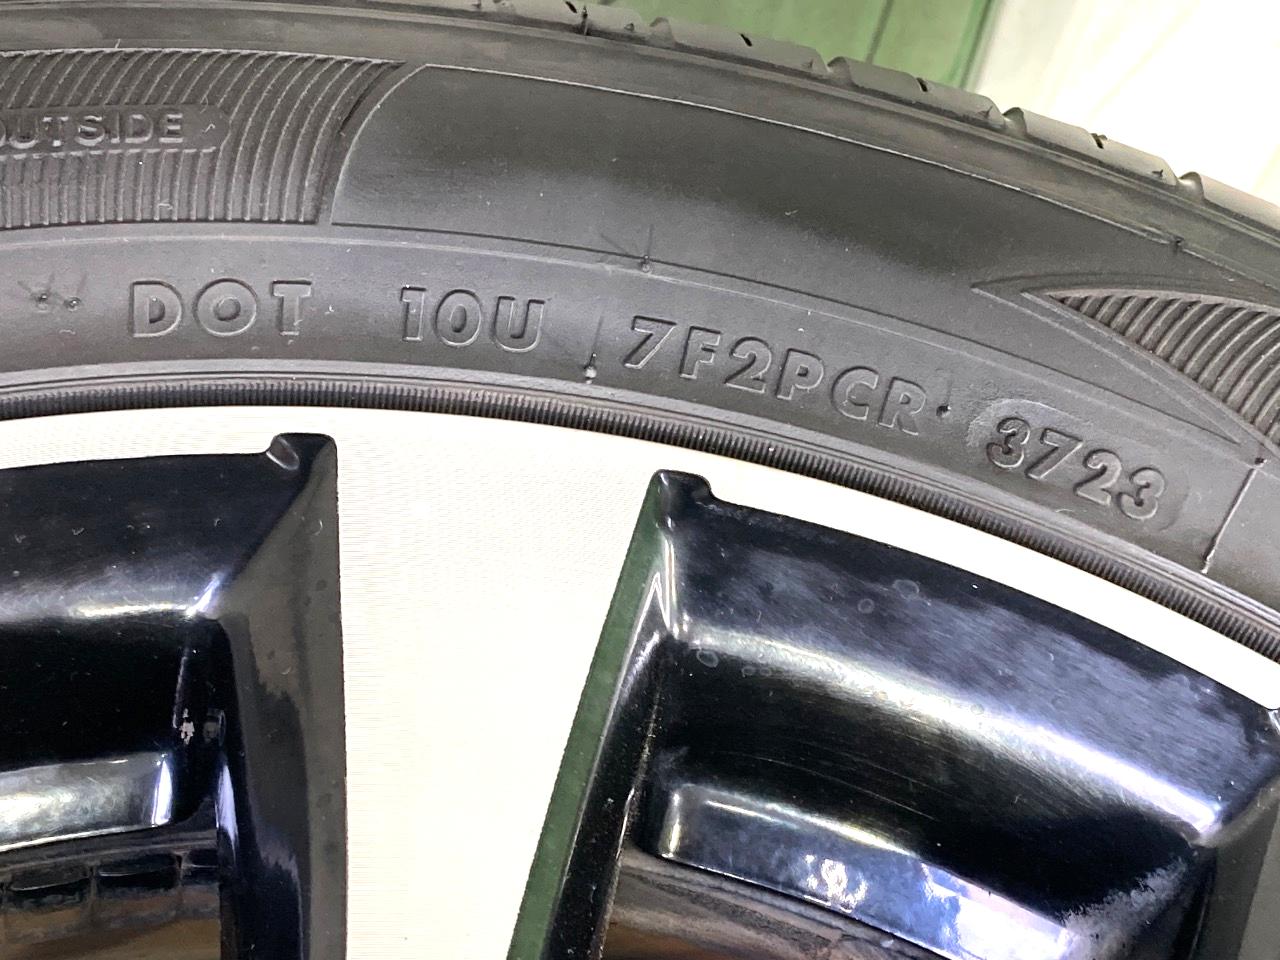 OUTSIDE
DOT 10U 7F2PCR 3723